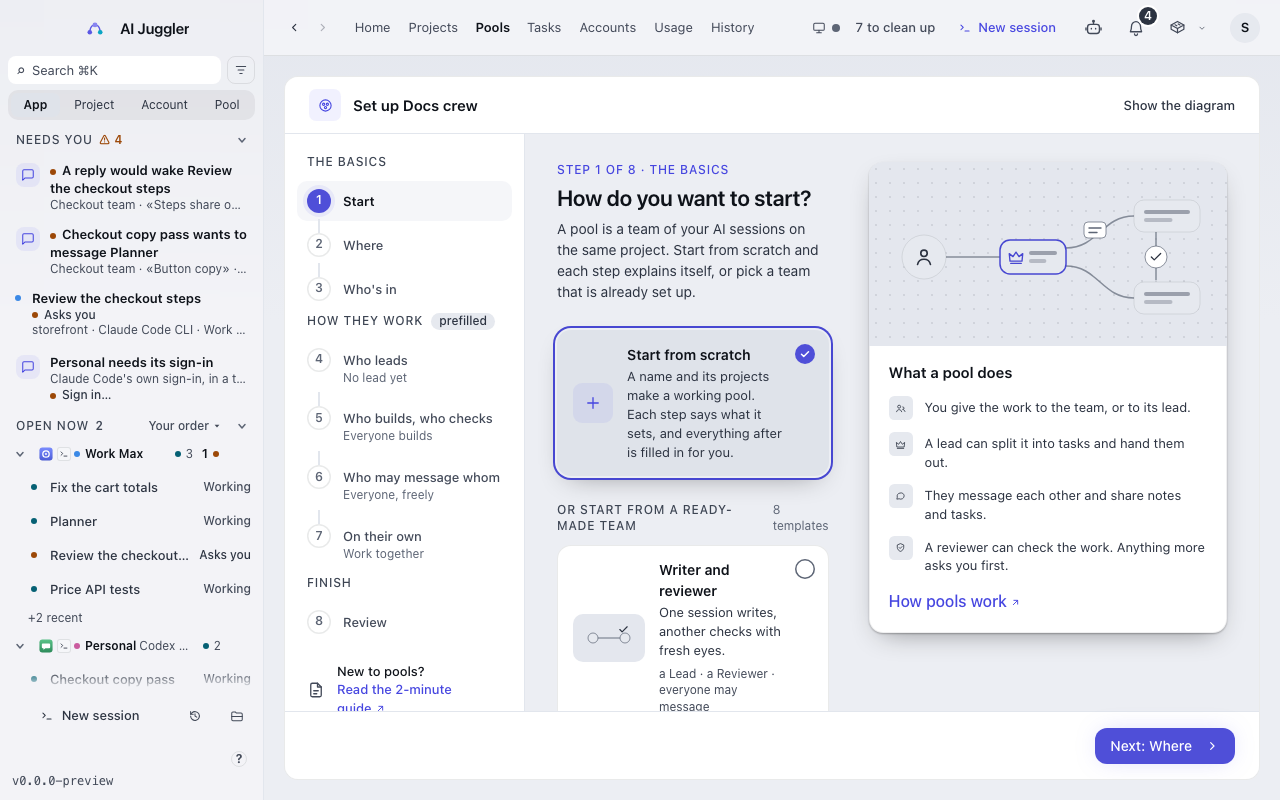 AI Juggler
Search ⌘K
App Project Account Pool
NEEDS YOU 4
A reply would wake Review
the checkout steps
Checkout team · «Steps share o...
Checkout copy pass wants to
message Planner
Checkout team · «Button copy» ·...
Review the checkout steps
Asks you
storefront · Claude Code CLI · Work ...
Personal needs its sign-in
Claude Code's own sign-in, in a t...
Sign in...
OPEN NOW 2 Your order
Work Max 3 1
Fix the cart totals Working
Planner Working
Review the checkout... Asks you
Price API tests Working
+2 recent
Personal Codex ... 2
Checkout copy pass Working
New session
?
v0.0.0-preview
Home Projects Pools Tasks Accounts Usage History
7 to clean up
New session
4
S
Set up Docs crew
Show the diagram
THE BASICS
1 Start
2 Where
3 Who's in
HOW THEY WORK prefilled
4 Who leads
No lead yet
5 Who builds, who checks
Everyone builds
6 Who may message whom
Everyone, freely
7 On their own
Work together
FINISH
8 Review
New to pools?
Read the 2-minute
guide ↗
STEP 1 OF 8 · THE BASICS
How do you want to start?
A pool is a team of your AI sessions on
the same project. Start from scratch and
each step explains itself, or pick a team
that is already set up.
Start from scratch
A name and its projects
make a working pool.
Each step says what it
sets, and everything after
is filled in for you.
OR START FROM A READY-
MADE TEAM
8
templates
Writer and
reviewer
One session writes,
another checks with
fresh eyes.
a Lead · a Reviewer ·
everyone may
message
What a pool does
You give the work to the team, or to its lead.
A lead can split it into tasks and hand them
out.
They message each other and share notes
and tasks.
A reviewer can check the work. Anything more
asks you first.
How pools work ↗
Next: Where